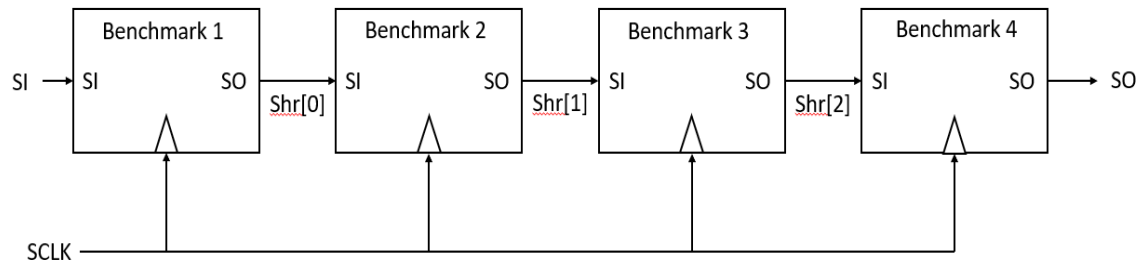 Benchmark 1
Benchmark 2
Benchmark 3
Benchmark 4
SI
SI
SO
SI
SO
SI
SO
SI
SO
SO
Shr[0]
Shr[1]
Shr[2]
SCLK